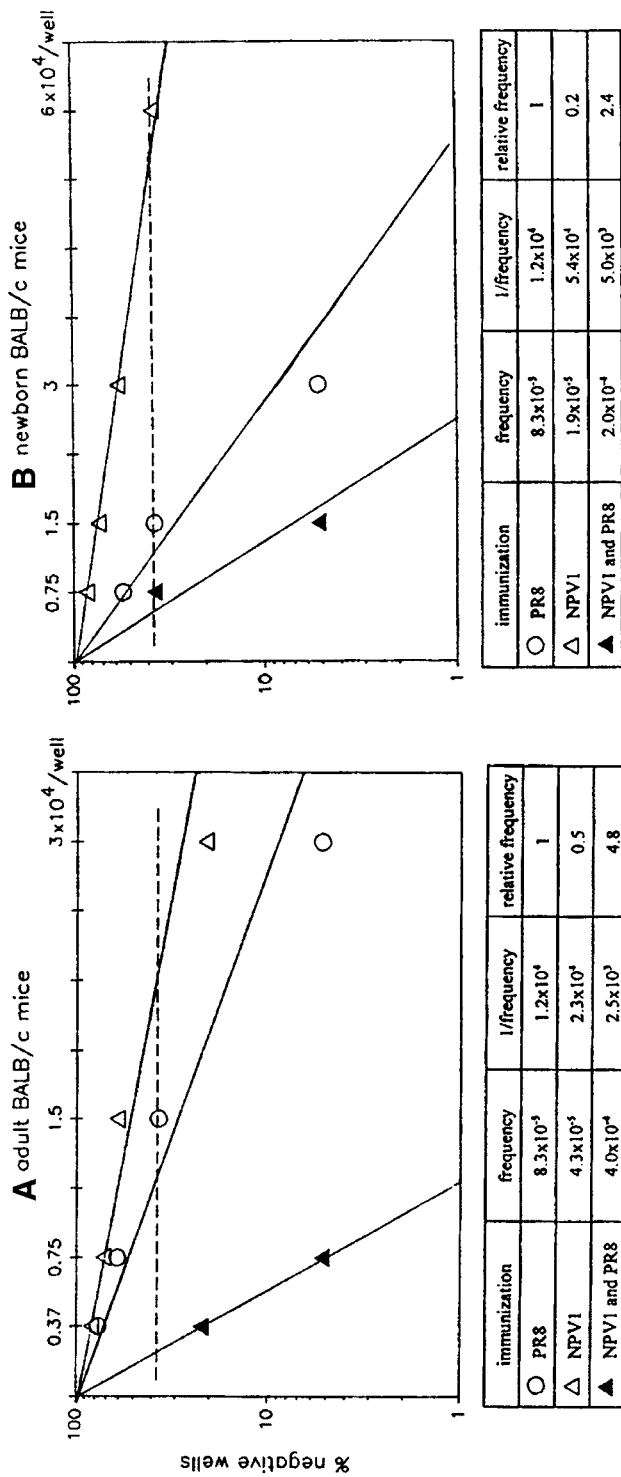 A adult BALB/c mice
0.37 0.75 1.5 3x10⁴/well
100
10
1
% negative wells
immunization frequency 1/frequency relative frequency
○ PR8 8.3x10⁻⁵ 1.2x10⁴ 1
△ NPV1 4.3x10⁻⁵ 2.3x10⁴ 0.5
▲ NPV1 and PR8 4.0x10⁻⁴ 2.5x10³ 4.8
B newborn BALB/c mice
0.75 1.5 3 6x10⁴/well
100
10
1
immunization frequency 1/frequency relative frequency
○ PR8 8.3x10⁻⁵ 1.2x10⁴ 1
△ NPV1 1.9x10⁻⁵ 5.4x10⁴ 0.2
▲ NPV1 and PR8 2.0x10⁻⁴ 5.0x10³ 2.4